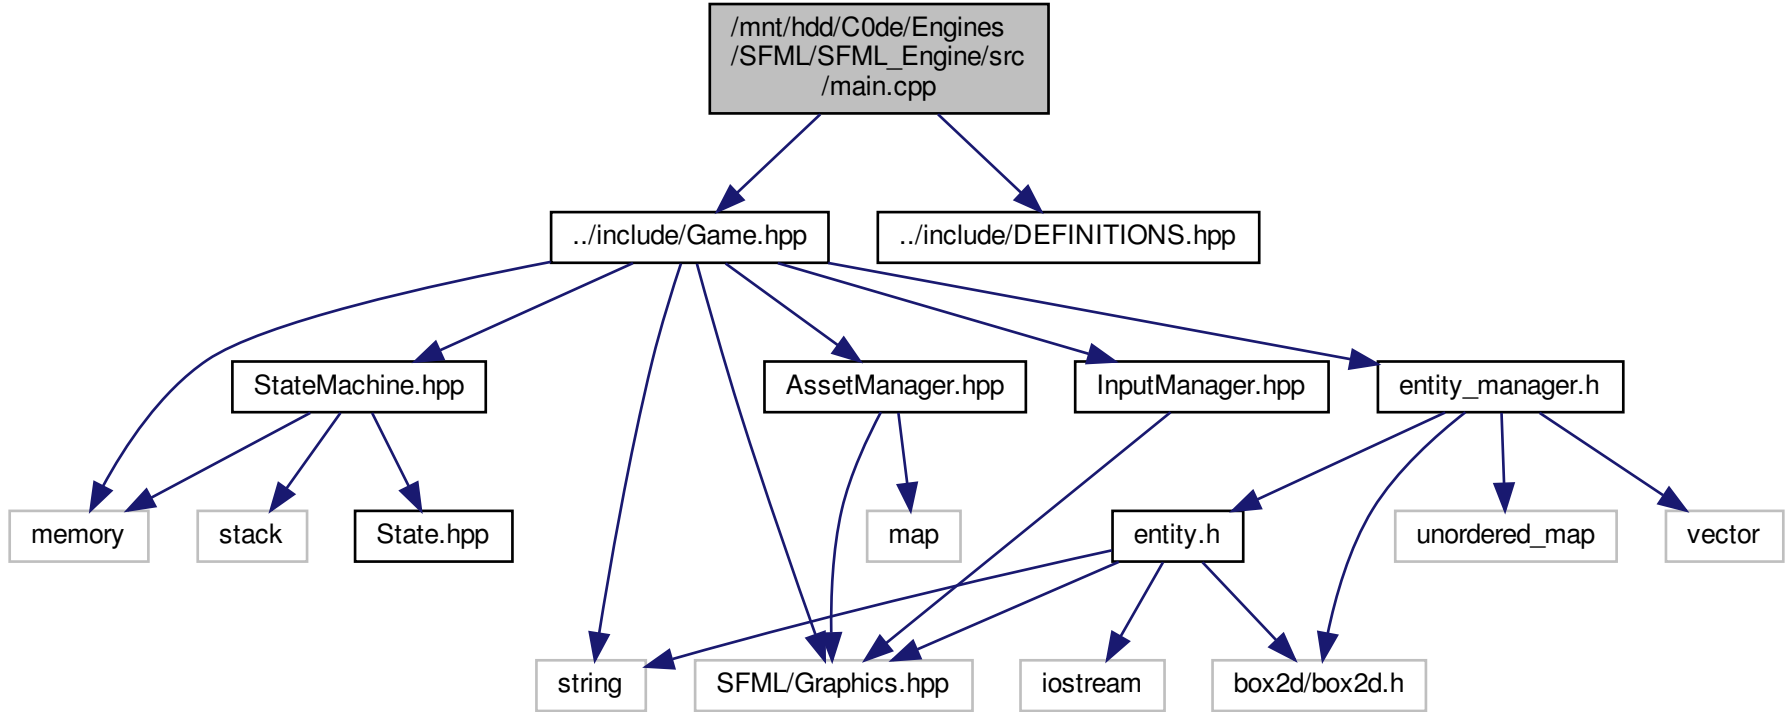 /mnt/hdd/C0de/Engines
/SFML/SFML_Engine/src
/main.cpp
../include/Game.hpp
../include/DEFINITIONS.hpp
StateMachine.hpp
AssetManager.hpp
InputManager.hpp
entity_manager.h
memory
stack
State.hpp
map
entity.h
unordered_map
vector
string
SFML/Graphics.hpp
iostream
box2d/box2d.h